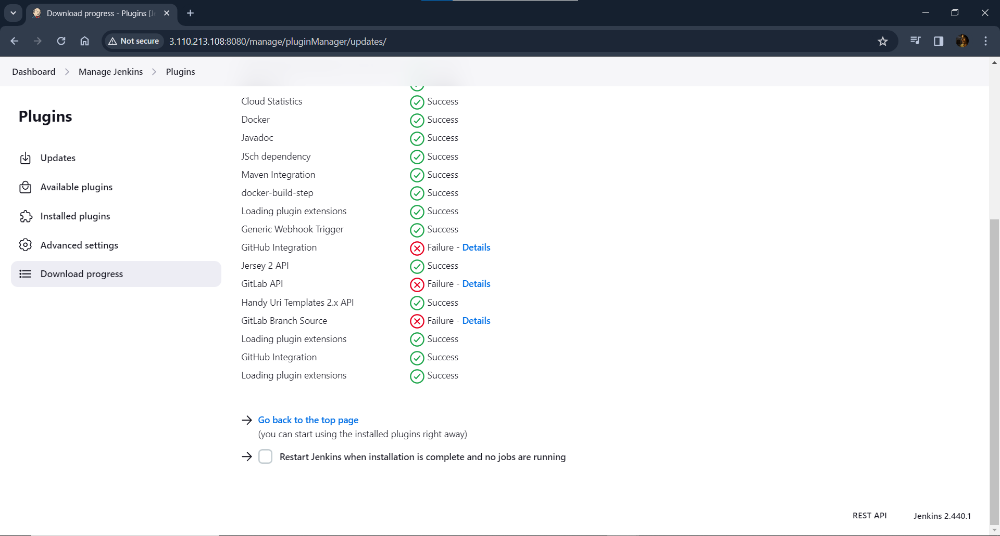 Download progress - Plugins [J
Not secure
3.110.213.108:8080/manage/pluginManager/updates/
Dashboard
Manage Jenkins
Plugins
Plugins
Updates
Available plugins
Installed plugins
Advanced settings
Download progress
Cloud Statistics Success
Docker Success
Javadoc Success
JSch dependency Success
Maven Integration Success
docker-build-step Success
Loading plugin extensions Success
Generic Webhook Trigger Success
GitHub Integration Failure - Details
Jersey 2 API Success
GitLab API Failure - Details
Handy Uri Templates 2.x API Success
GitLab Branch Source Failure - Details
Loading plugin extensions Success
GitHub Integration Success
Loading plugin extensions Success
Go back to the top page
(you can start using the installed plugins right away)
Restart Jenkins when installation is complete and no jobs are running
REST API
Jenkins 2.440.1